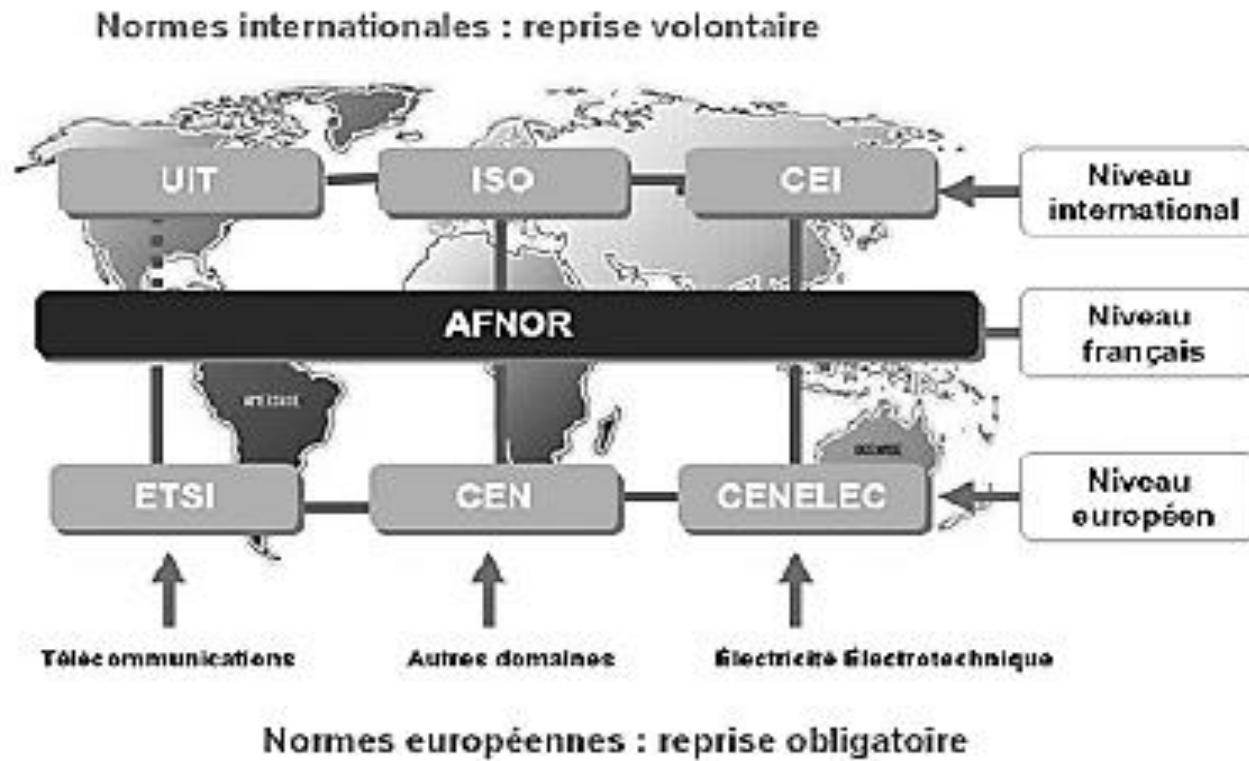 Normes internationales : reprise volontaire
UIT ISO CEI
Niveau
international
AFNOR
Niveau
français
ETSI CEN CENELEC
Niveau
européen
Télécommunications Autres domaines Électricité Électrotechnique
Normes européennes : reprise obligatoire